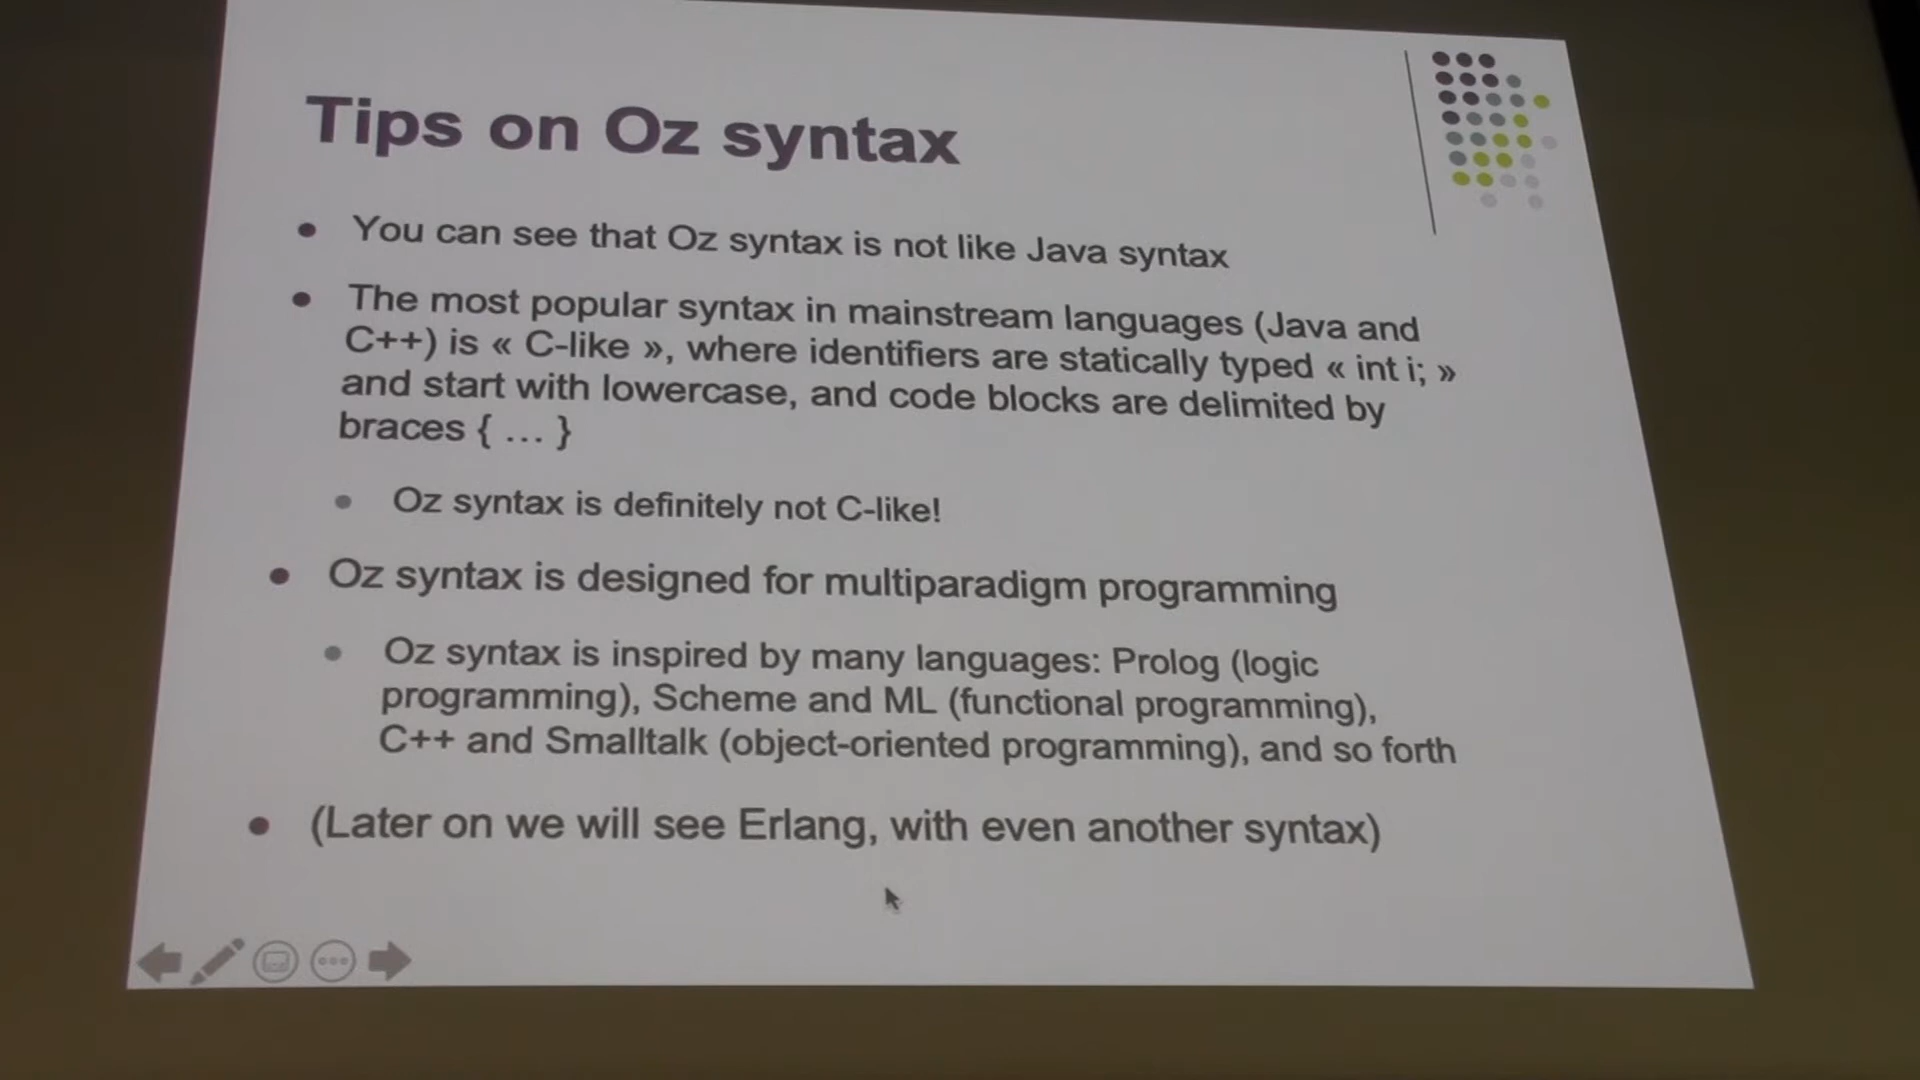 Tips on Oz syntax
You can see that Oz syntax is not like Java syntax
The most popular syntax in mainstream languages (Java and
C++) is « C-like », where identifiers are statically typed « int i; »
and start with lowercase, and code blocks are delimited by
braces { … }
Oz syntax is definitely not C-like!
Oz syntax is designed for multiparadigm programming
Oz syntax is inspired by many languages: Prolog (logic
programming), Scheme and ML (functional programming),
C++ and Smalltalk (object-oriented programming), and so forth
(Later on we will see Erlang, with even another syntax)